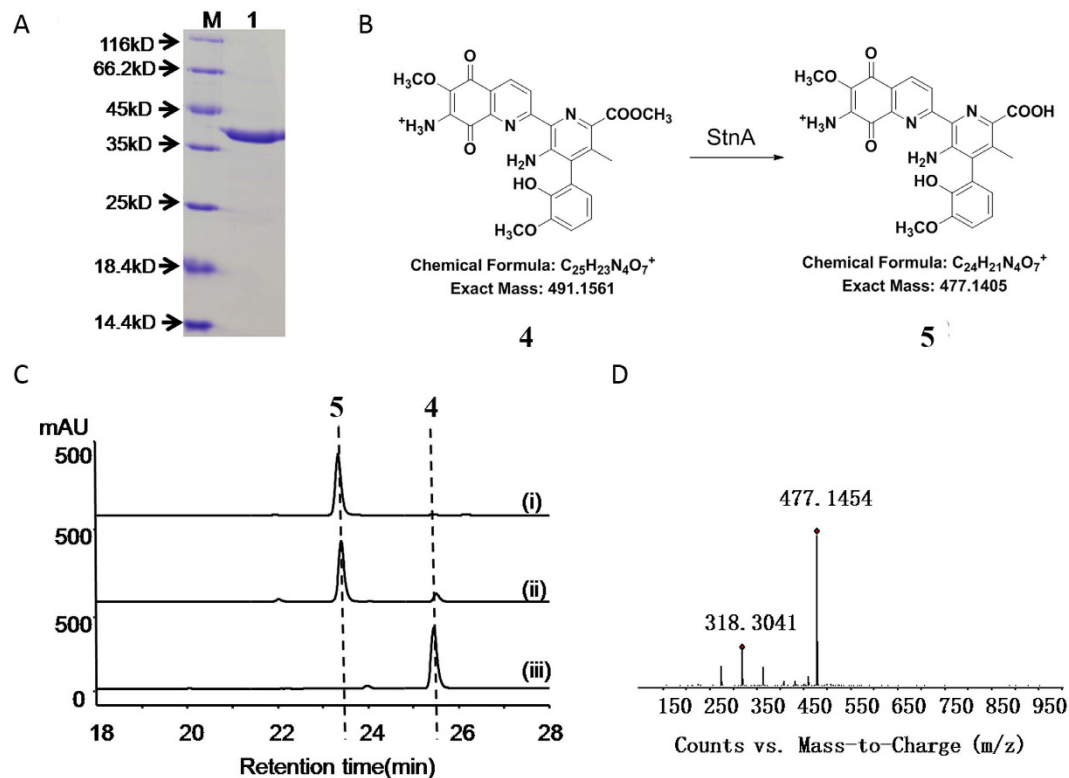 A
M 1
116kD
66.2kD
45kD
35kD
25kD
18.4kD
14.4kD
B
O
H₃CO
⁺H₃N
O
N
N
COOCH₃
H₂N
HO
H₃CO
Chemical Formula: C₂₅H₂₃N₄O₇⁺
Exact Mass: 491.1561
4
StnA
O
H₃CO
⁺H₃N
O
N
N
COOH
H₂N
HO
H₃CO
Chemical Formula: C₂₄H₂₁N₄O₇⁺
Exact Mass: 477.1405
5
C
5 4
mAU
500
(i)
500
(ii)
500
(iii)
0
18 20 22 24 26 28
Retention time(min)
D
477.1454
318.3041
150 250 350 450 550 650 750 850 950
Counts vs. Mass-to-Charge (m/z)